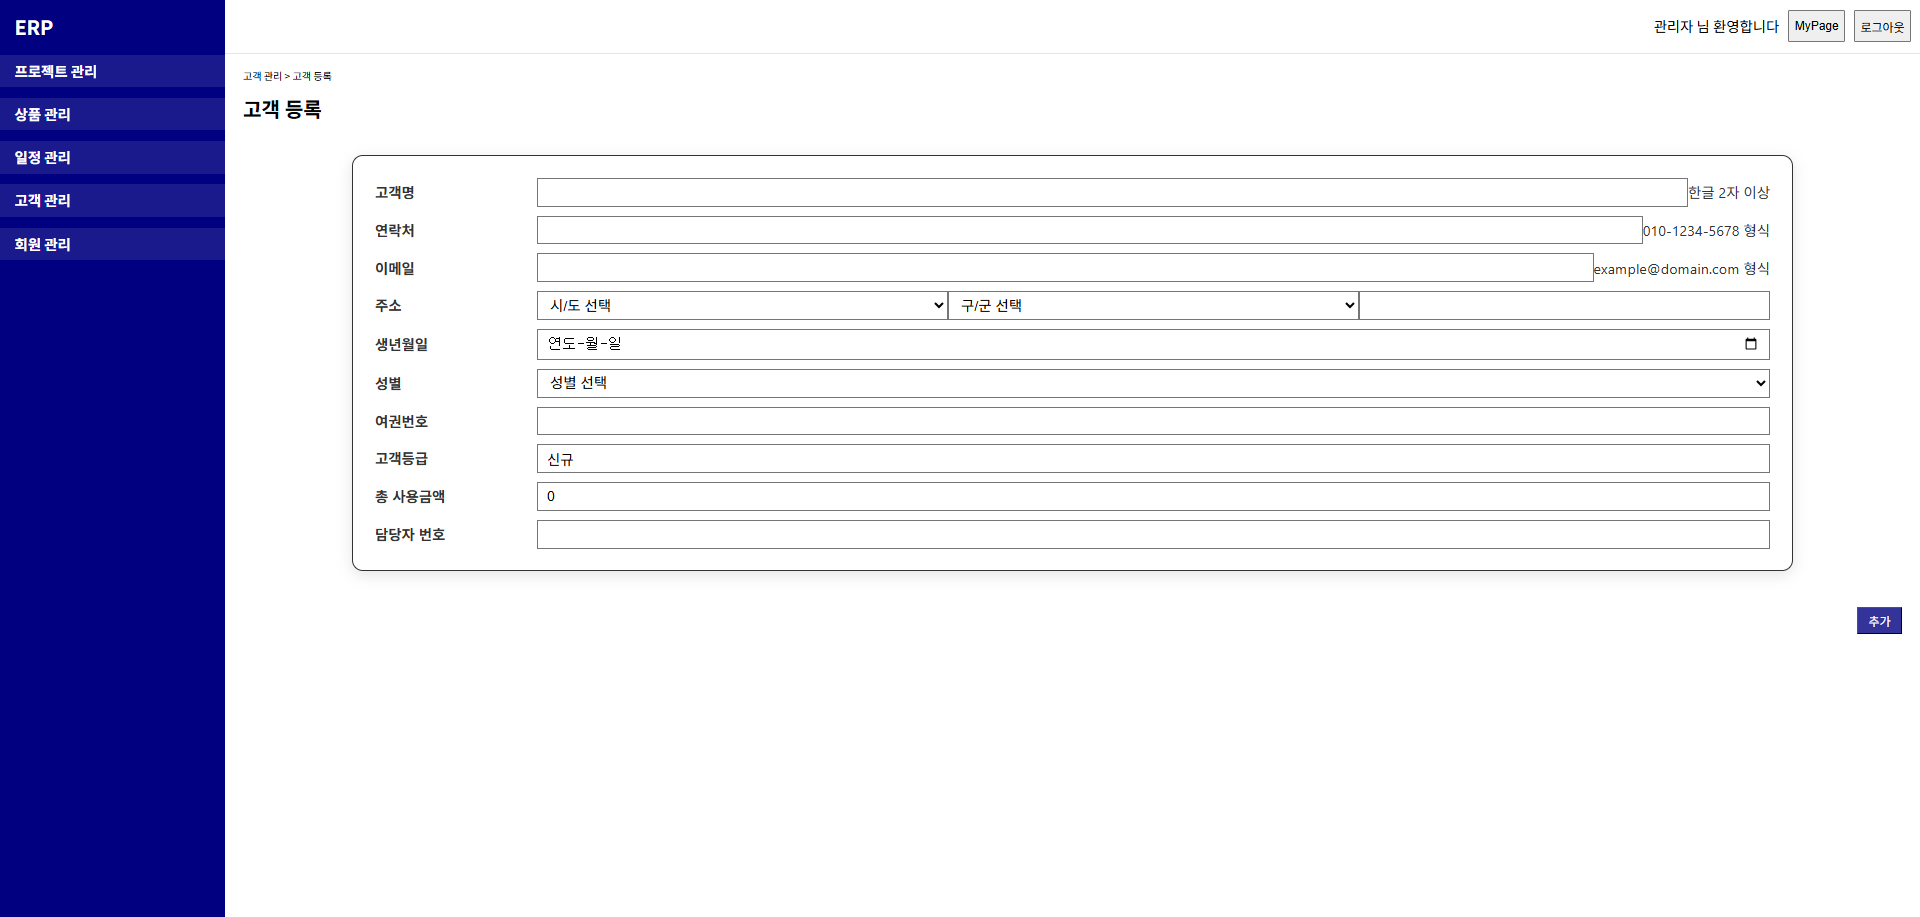 ERP
프로젝트 관리
상품 관리
일정 관리
고객 관리
회원 관리
관리자 님 환영합니다 MyPage 로그아웃
고객 관리 > 고객 등록
고객 등록
고객명 한글 2자 이상
연락처 010-1234-5678 형식
이메일 example@domain.com 형식
주소 시/도 선택 구/군 선택
생년월일 연도-월-일
성별 성별 선택
여권번호
고객등급 신규
총 사용금액 0
담당자 번호
추가